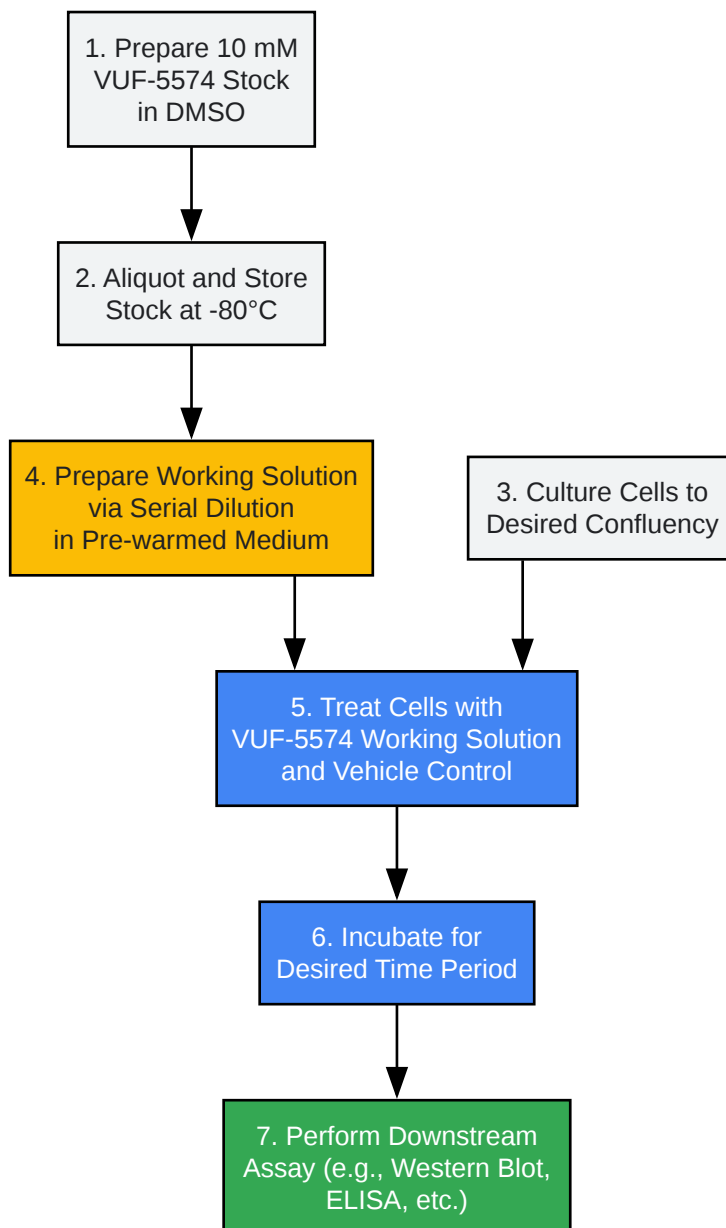 1. Prepare 10 mM
VUF-5574 Stock
in DMSO
2. Aliquot and Store
Stock at -80°C
4. Prepare Working Solution
via Serial Dilution
in Pre-warmed Medium
3. Culture Cells to
Desired Confluency
5. Treat Cells with
VUF-5574 Working Solution
and Vehicle Control
6. Incubate for
Desired Time Period
7. Perform Downstream
Assay (e.g., Western Blot,
ELISA, etc.)